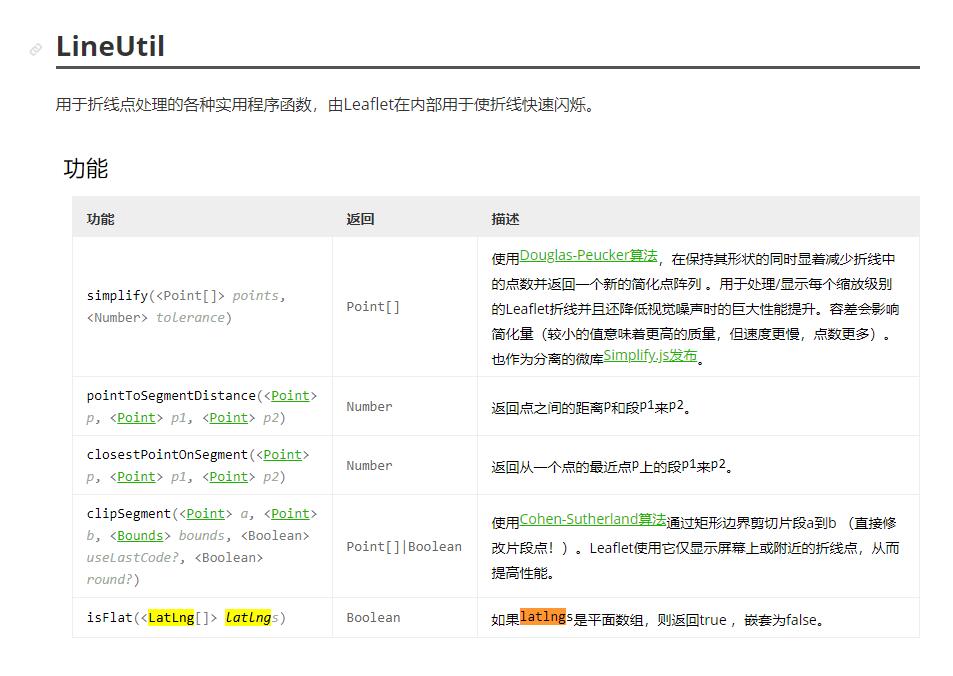 LineUtil
用于折线点处理的各种实用程序函数，由Leaflet在内部用于使折线快速闪烁。
功能
功能 返回 描述
simplify(<Point[]> points,
<Number> tolerance)
Point[]
使用Douglas-Peucker算法，在保持其形状的同时显着减少折线中
的点数并返回一个新的简化点阵列 。用于处理/显示每个缩放级别
的Leaflet折线并且还降低视觉噪声时的巨大性能提升。容差会影响
简化量（较小的值意味着更高的质量，但速度更慢，点数更多）。
也作为分离的微库Simplify.js发布。
pointToSegmentDistance(<Point>
p, <Point> p1, <Point> p2)
Number
返回点之间的距离p和段p1来p2。
closestPointOnSegment(<Point>
p, <Point> p1, <Point> p2)
Number
返回从一个点的最近点p上的段p1来p2。
clipSegment(<Point> a, <Point>
b, <Bounds> bounds, <Boolean>
useLastCode?, <Boolean>
round?)
Point[]|Boolean
使用Cohen-Sutherland算法通过矩形边界剪切片段a到b （直接修
改片段点！）。Leaflet使用它仅显示屏幕上或附近的折线点，从而
提高性能。
isFlat(<LatLng[]> latlngs)
Boolean
如果latlngs是平面数组，则返回true ，嵌套为false。